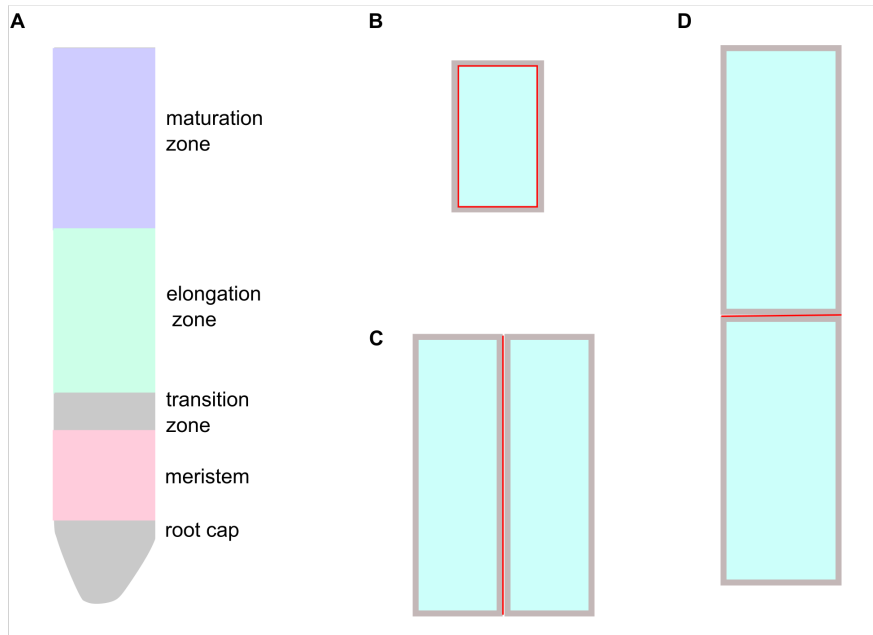 A
B
D
maturation
zone
elongation
zone
C
transition
zone
meristem
root cap